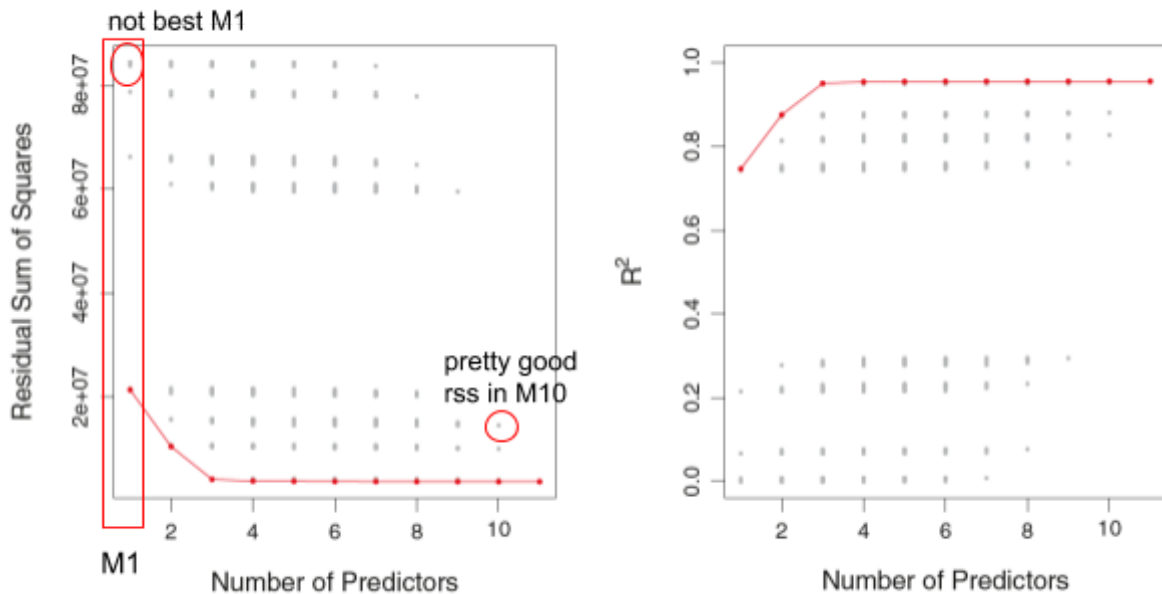 not best M1
Residual Sum of Squares
8e+07
6e+07
4e+07
2e+07
pretty good
rss in M10
2 4 6 8 10
M1
Number of Predictors
R²
1.0
0.8
0.6
0.4
0.2
0.0
2 4 6 8 10
Number of Predictors